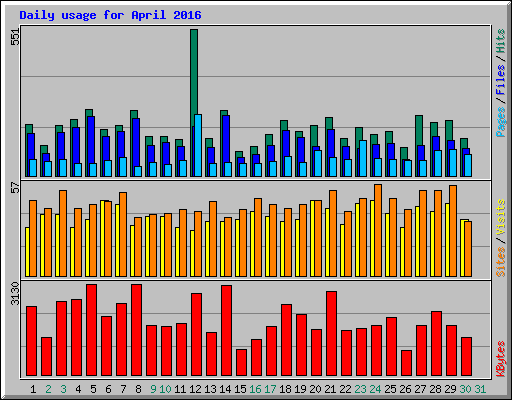 Daily usage for April 2016
551
Pages / Files / Hits
57
Sites / Visits
3130
KBytes
1 2 3 4 5 6 7 8 9 10 11 12 13 14 15 16 17 18 19 20 21 22 23 24 25 26 27 28 29 30 31